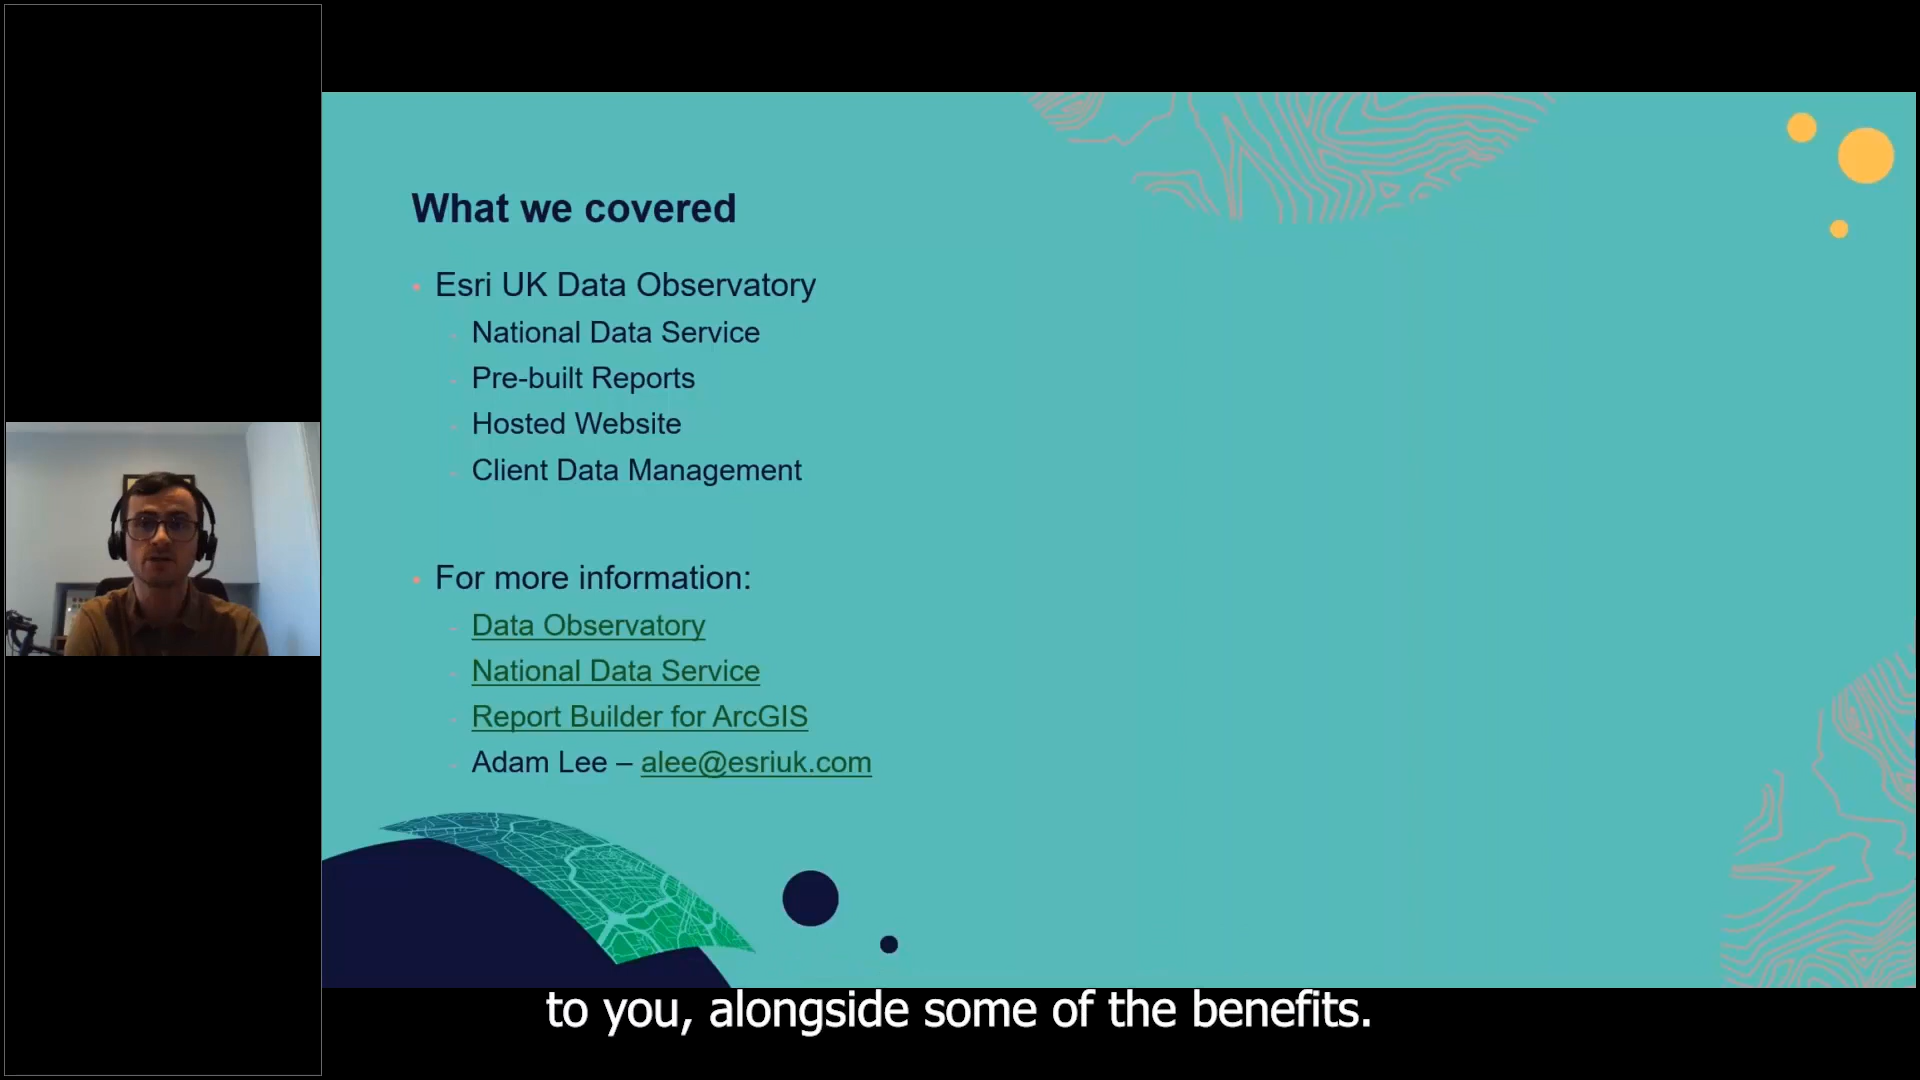 What we covered
Esri UK Data Observatory
National Data Service
Pre-built Reports
Hosted Website
Client Data Management
For more information:
Data Observatory
National Data Service
Report Builder for ArcGIS
Adam Lee – alee@esriuk.com
to you, alongside some of the benefits.